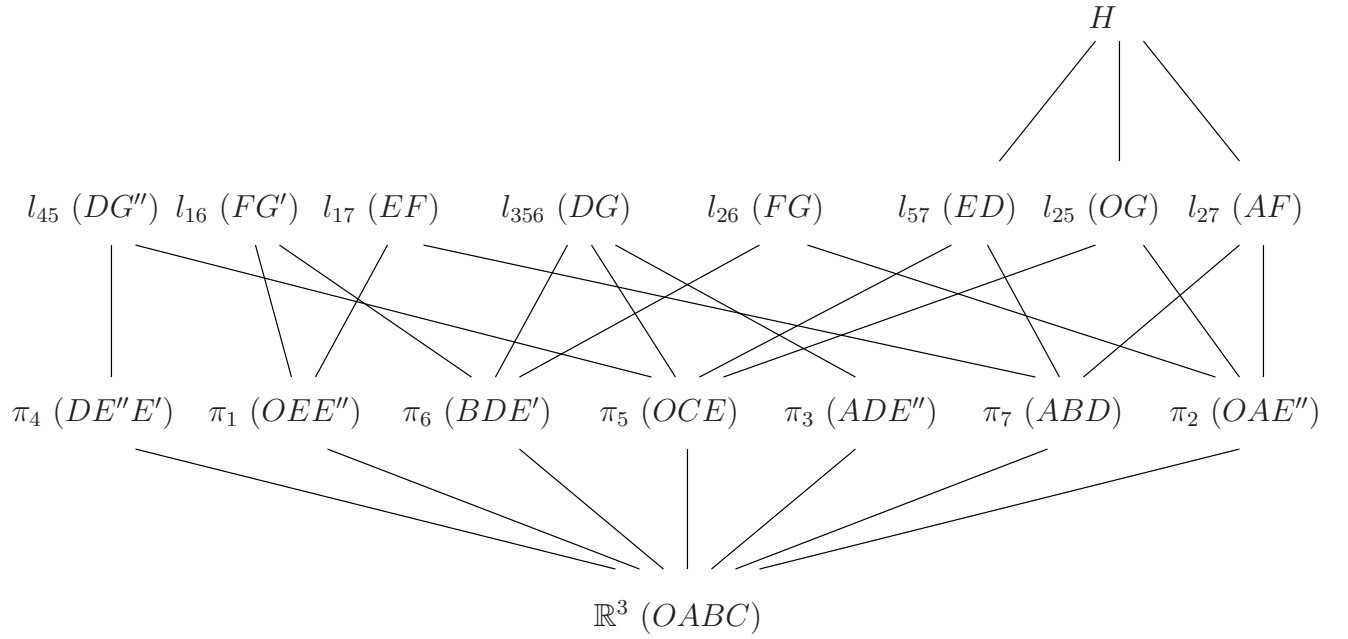 H
l₄₅ (DG″) l₁₆ (FG′) l₁₇ (EF) l₃₅₆ (DG) l₂₆ (FG) l₅₇ (ED) l₂₅ (OG) l₂₇ (AF)
π₄ (DE″E′) π₁ (OEE″) π₆ (BDE′) π₅ (OCE) π₃ (ADE″) π₇ (ABD) π₂ (OAE″)
ℝ³ (OABC)